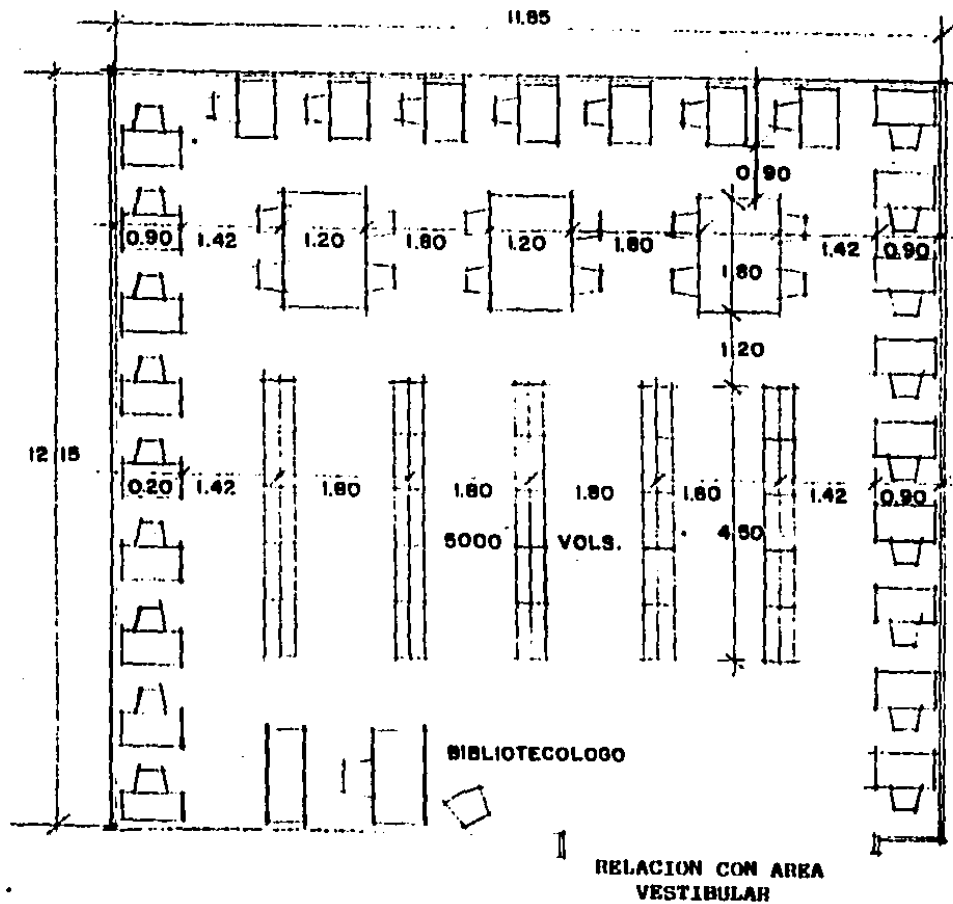 11.85
0.90
0.90 1.42 1.20 1.80 1.20 1.80 1.42 0.90
1.80
1.20
12.15
0.20 1.42 1.80 1.80 1.80 1.80 1.42 0.90
5000 VOLS.
4.50
BIBLIOTECOLOGO
RELACION CON AREA
VESTIBULAR